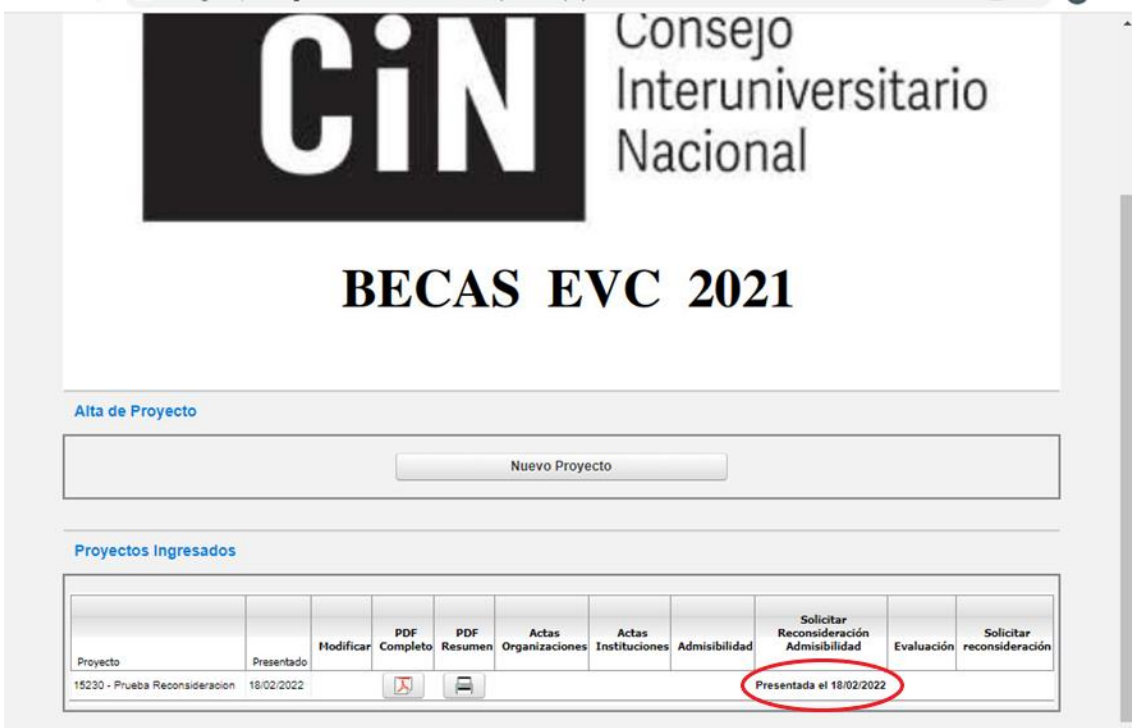 CiN
Consejo
Interuniversitario
Nacional
BECAS EVC 2021
Alta de Proyecto
Nuevo Proyecto
Proyectos Ingresados
Proyecto
Presentado
Modificar
PDF
Completo
PDF
Resumen
Actas
Organizaciones
Actas
Instituciones
Admisibilidad
Solicitar
Reconsideración
Admisibilidad
Evaluación
Solicitar
reconsideración
15230 - Prueba Reconsideracion 18/02/2022 Presentada el 18/02/2022